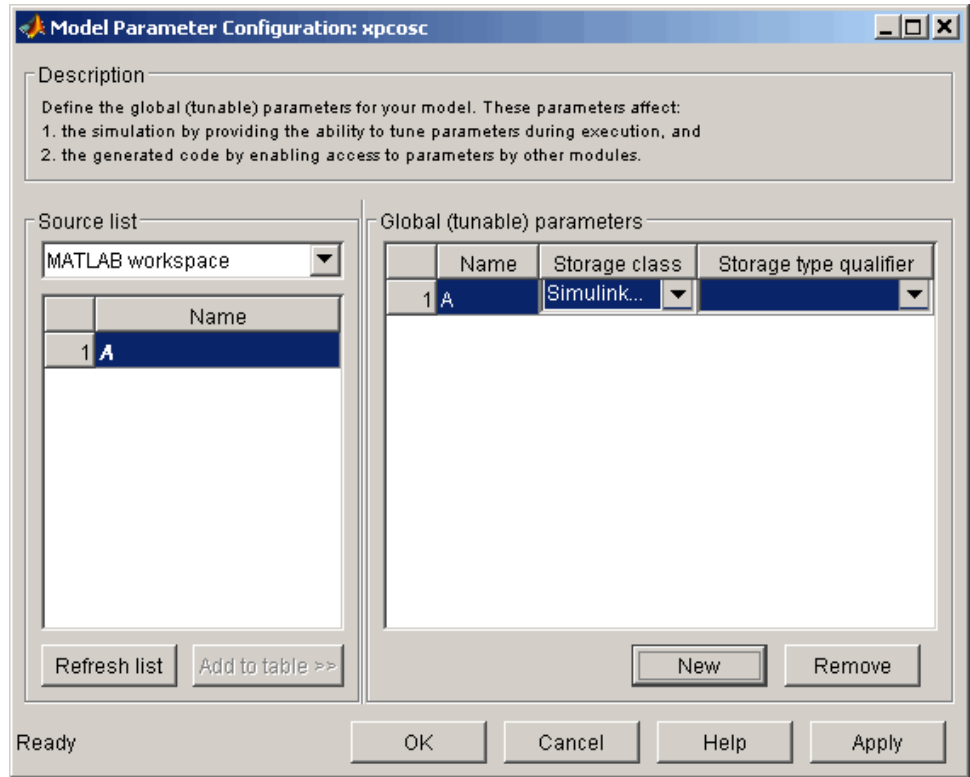 Model Parameter Configuration: xpcosc
Description
Define the global (tunable) parameters for your model. These parameters affect:
1. the simulation by providing the ability to tune parameters during execution, and
2. the generated code by enabling access to parameters by other modules.
Source list
MATLAB workspace
Name
1 A
Refresh list
Add to table >>
Global (tunable) parameters
Name Storage class Storage type qualifier
1 A Simulink...
New
Remove
Ready
OK
Cancel
Help
Apply